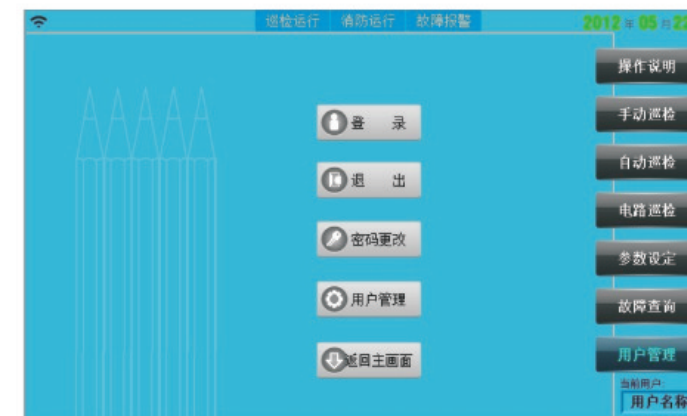 巡检运行 消防运行 故障报警
2012 年 05 月 23
操作说明
登 录
手动巡检
退 出
自动巡检
密码更改
电路巡检
参数设定
用户管理
故障查询
返回主画面
用户管理
当前用户:
用户名称